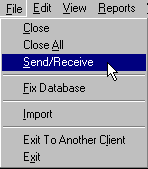 File Edit View Reports
Close
Close All
Send/Receive
Fix Database
Import
Exit To Another Client
Exit